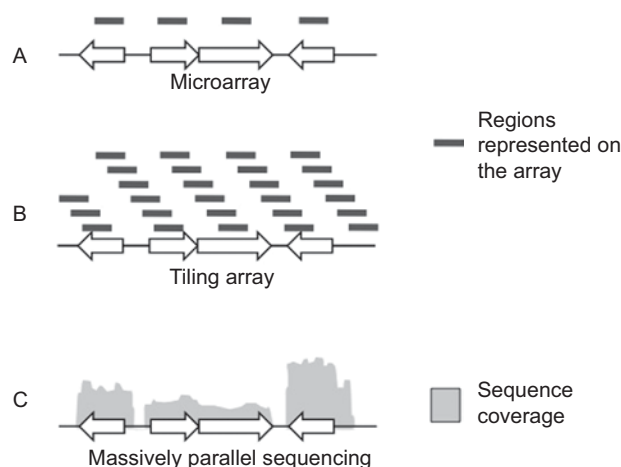 A
Microarray
Regions
represented on
the array
B
Tiling array
C
Sequence
coverage
Massively parallel sequencing